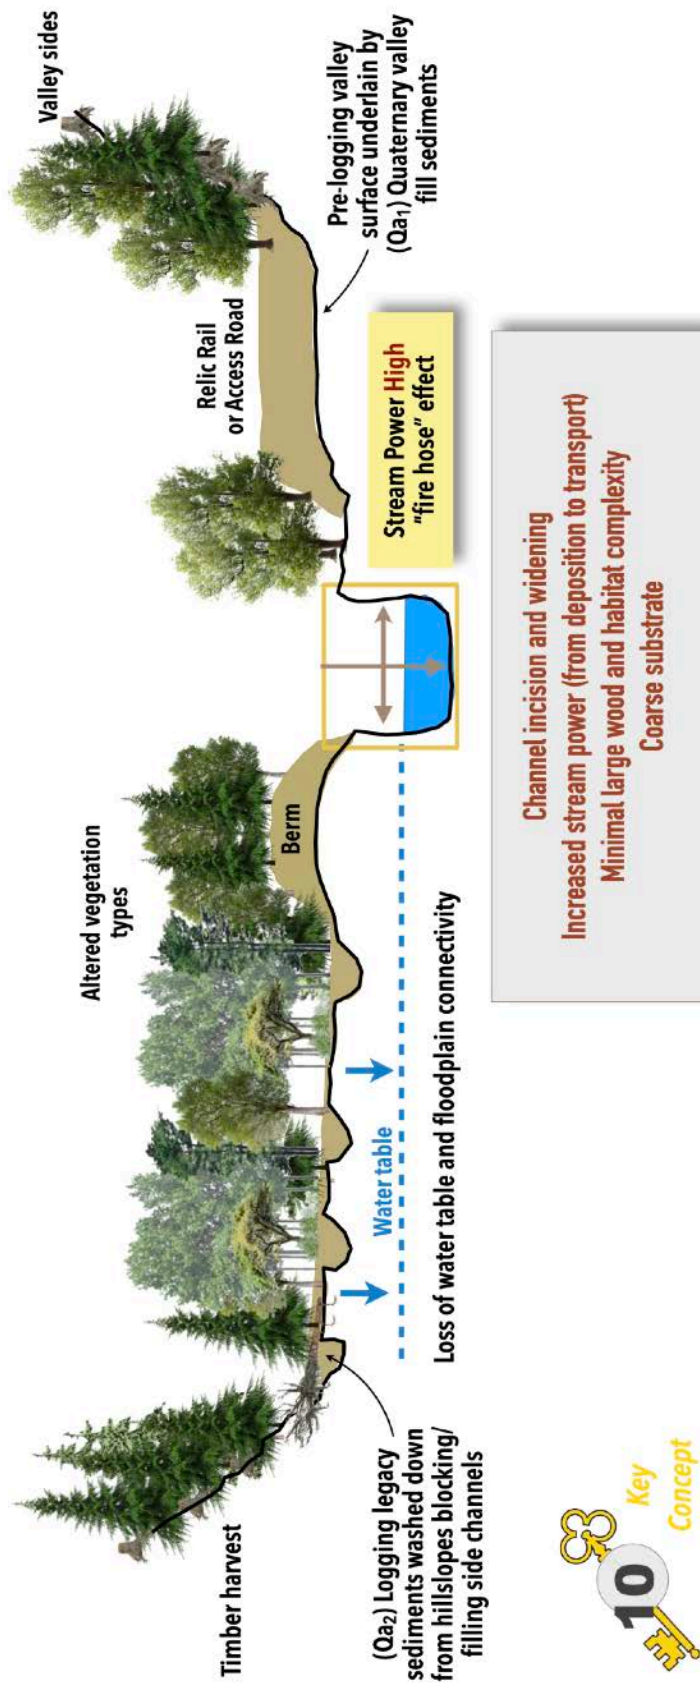 Timber harvest
Altered vegetation
types
Relic Rail
or Access Road
Valley sides
Berm
(Qa2) Logging legacy
sediments washed down
from hillslopes blocking/
filling side channels
Water table
Loss of water table and floodplain connectivity
Stream Power High
"fire hose" effect
Pre-logging valley
surface underlain by
(Qa1) Quaternary valley
fill sediments
Channel incision and widening
Increased stream power (from deposition to transport)
Minimal large wood and habitat complexity
Coarse substrate
10
Key
Concept